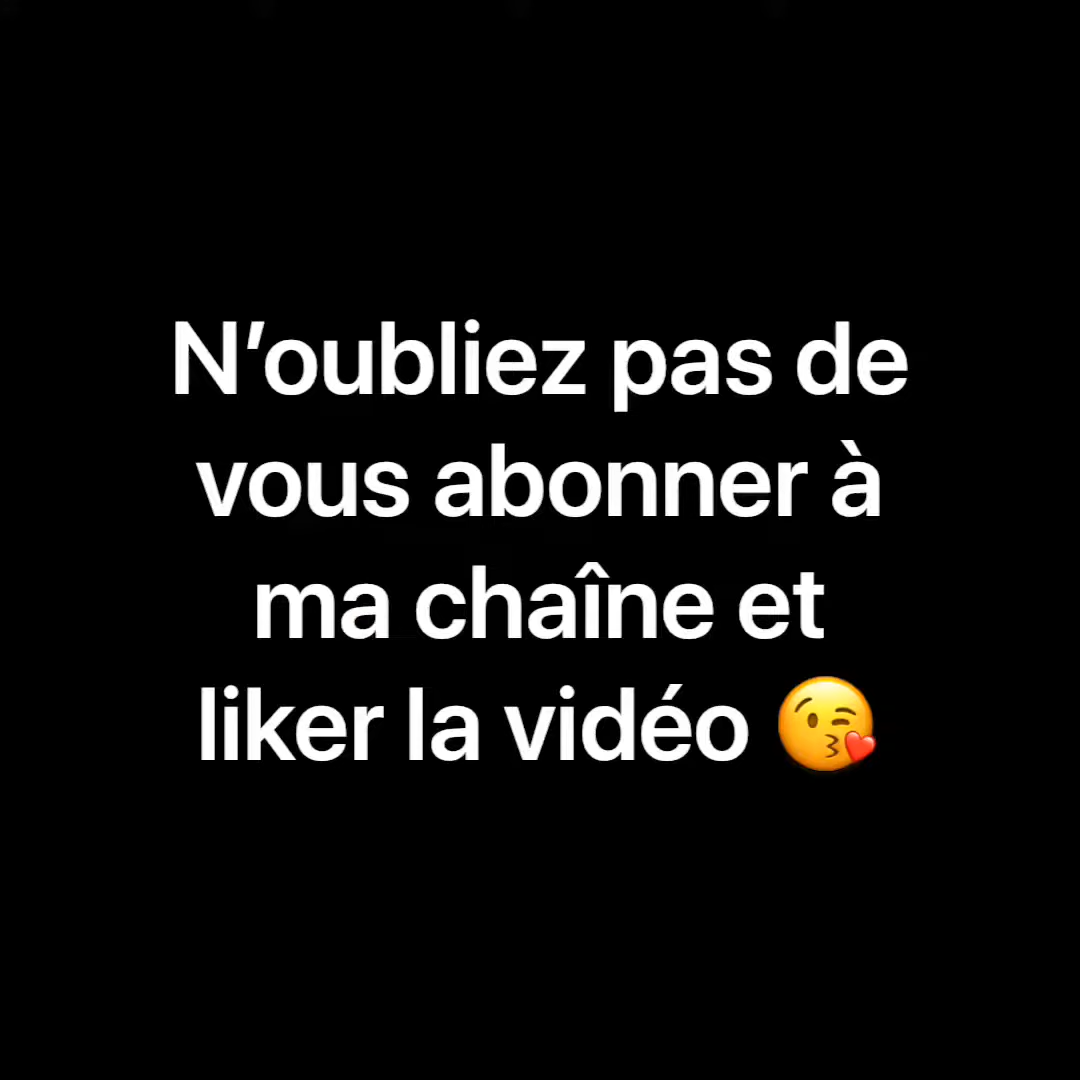 N’oubliez pas de
vous abonner à
ma chaîne et
liker la vidéo 😘